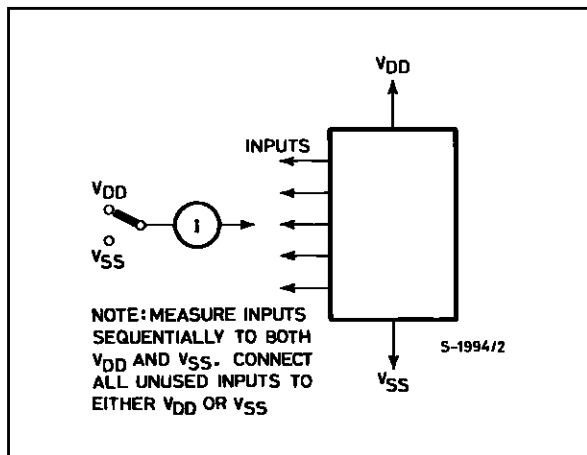 VDD
INPUTS
VDD
I
VSS
NOTE: MEASURE INPUTS
SEQUENTIALLY TO BOTH
VDD AND VSS. CONNECT
ALL UNUSED INPUTS TO
EITHER VDD OR VSS
S-1994/2
VSS